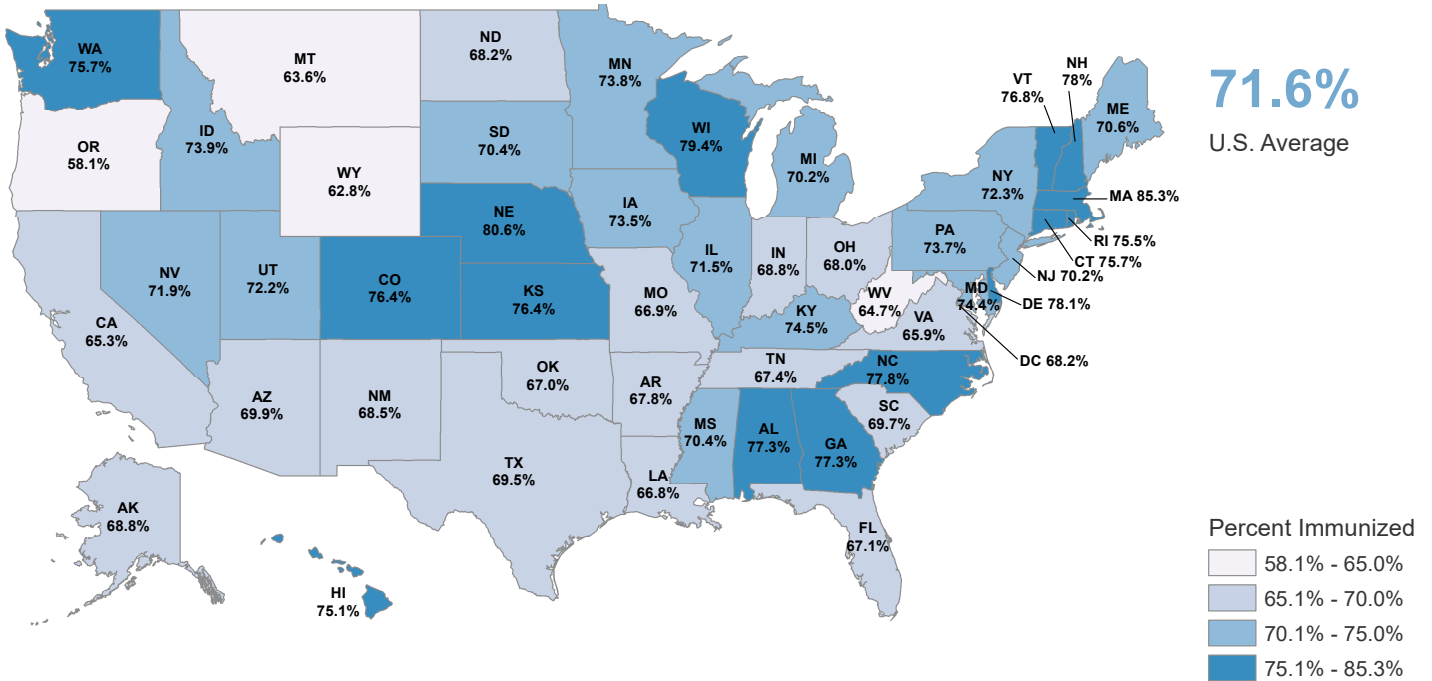 WA
75.7%
MT
63.6%
ND
68.2%
MN
73.8%
VT
76.8%
NH
78%
ME
70.6%
71.6%
U.S. Average
OR
58.1%
ID
73.9%
WY
62.8%
SD
70.4%
WI
79.4%
MI
70.2%
NY
72.3%
MA 85.3%
RI 75.5%
CT 75.7%
NJ 70.2%
DE 78.1%
DC 68.2%
NE
80.6%
IA
73.5%
IL
71.5%
IN
68.8%
OH
68.0%
PA
73.7%
MD
74.4%
NV
71.9%
UT
72.2%
CO
76.4%
KS
76.4%
MO
66.9%
KY
74.5%
WV
64.7%
VA
65.9%
CA
65.3%
AZ
69.9%
NM
68.5%
OK
67.0%
AR
67.8%
TN
67.4%
NC
77.8%
SC
69.7%
MS
70.4%
AL
77.3%
GA
77.3%
TX
69.5%
LA
66.8%
FL
67.1%
AK
68.8%
HI
75.1%
Percent Immunized
58.1% - 65.0%
65.1% - 70.0%
70.1% - 75.0%
75.1% - 85.3%